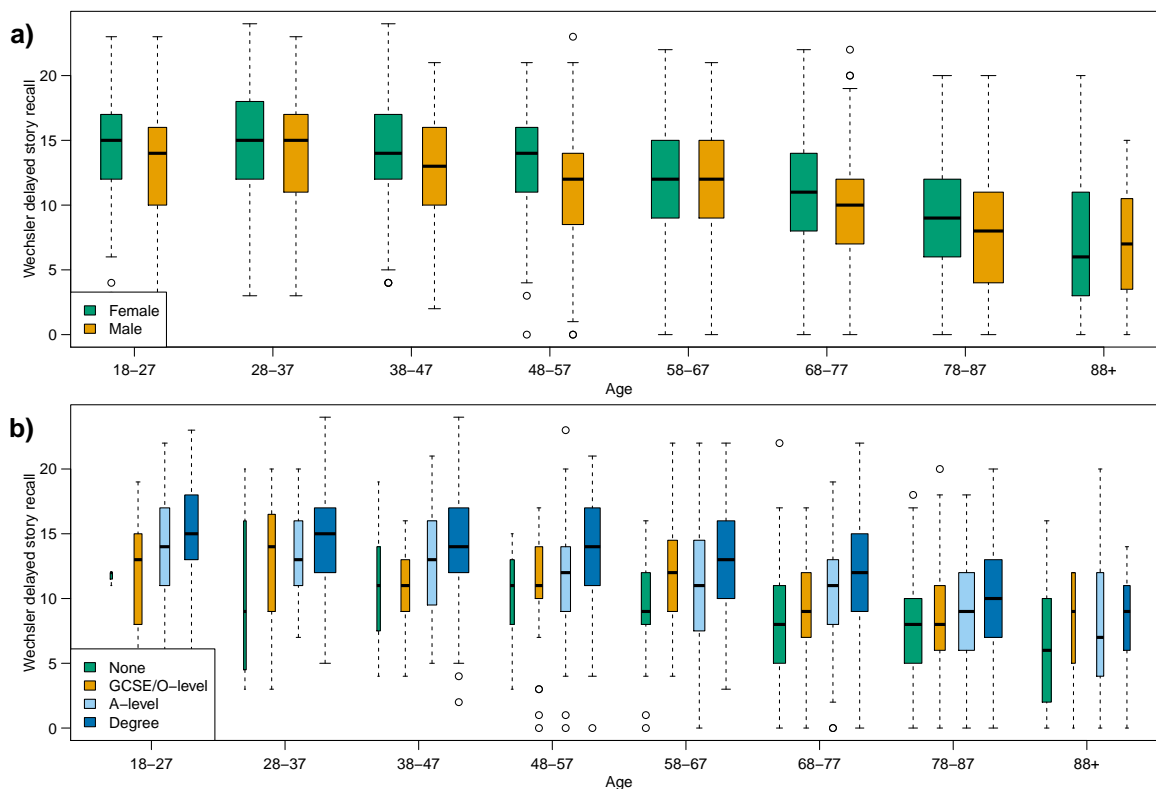 a)
Wechsler delayed story recall
20
15
10
5
0
Female
Male
18–27 28–37 38–47 48–57 58–67 68–77 78–87 88+
Age
b)
Wechsler delayed story recall
20
15
10
5
0
None
GCSE/O–level
A–level
Degree
18–27 28–37 38–47 48–57 58–67 68–77 78–87 88+
Age